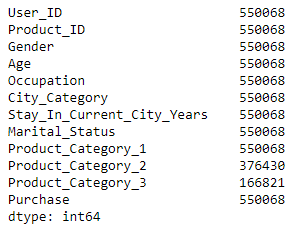 User_ID 550068
Product_ID 550068
Gender 550068
Age 550068
Occupation 550068
City_Category 550068
Stay_In_Current_City_Years 550068
Marital_Status 550068
Product_Category_1 550068
Product_Category_2 376430
Product_Category_3 166821
Purchase 550068
dtype: int64